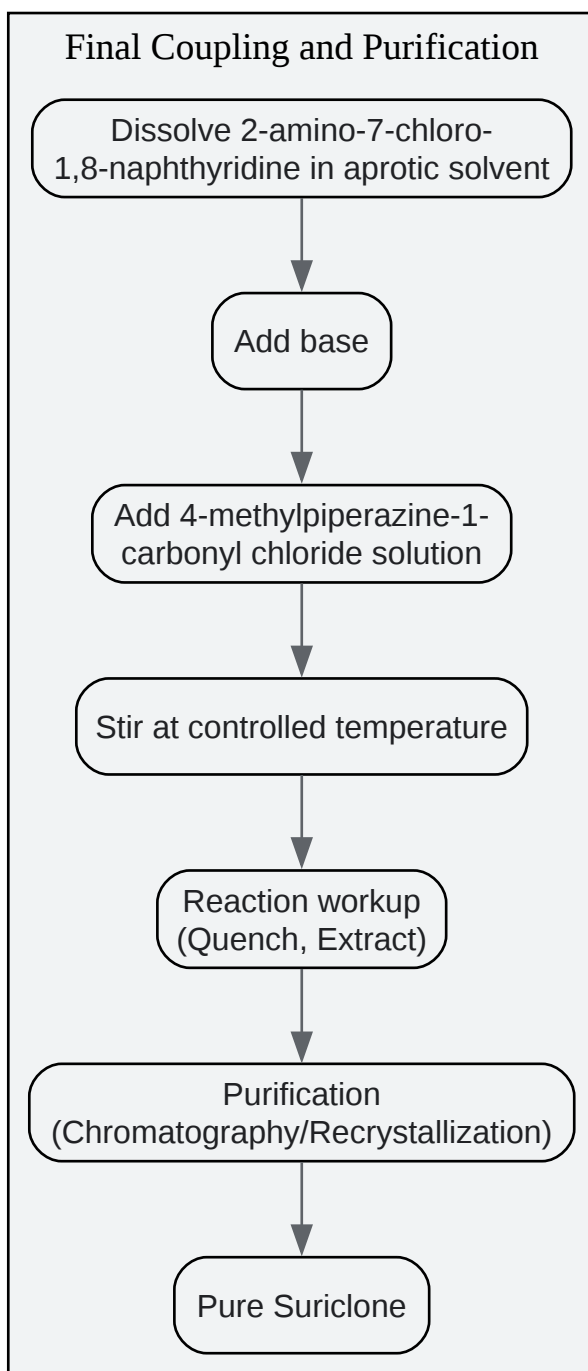 Final Coupling and Purification
Dissolve 2-amino-7-chloro-
1,8-naphthyridine in aprotic solvent
Add base
Add 4-methylpiperazine-1-
carbonyl chloride solution
Stir at controlled temperature
Reaction workup
(Quench, Extract)
Purification
(Chromatography/Recrystallization)
Pure Suriclone